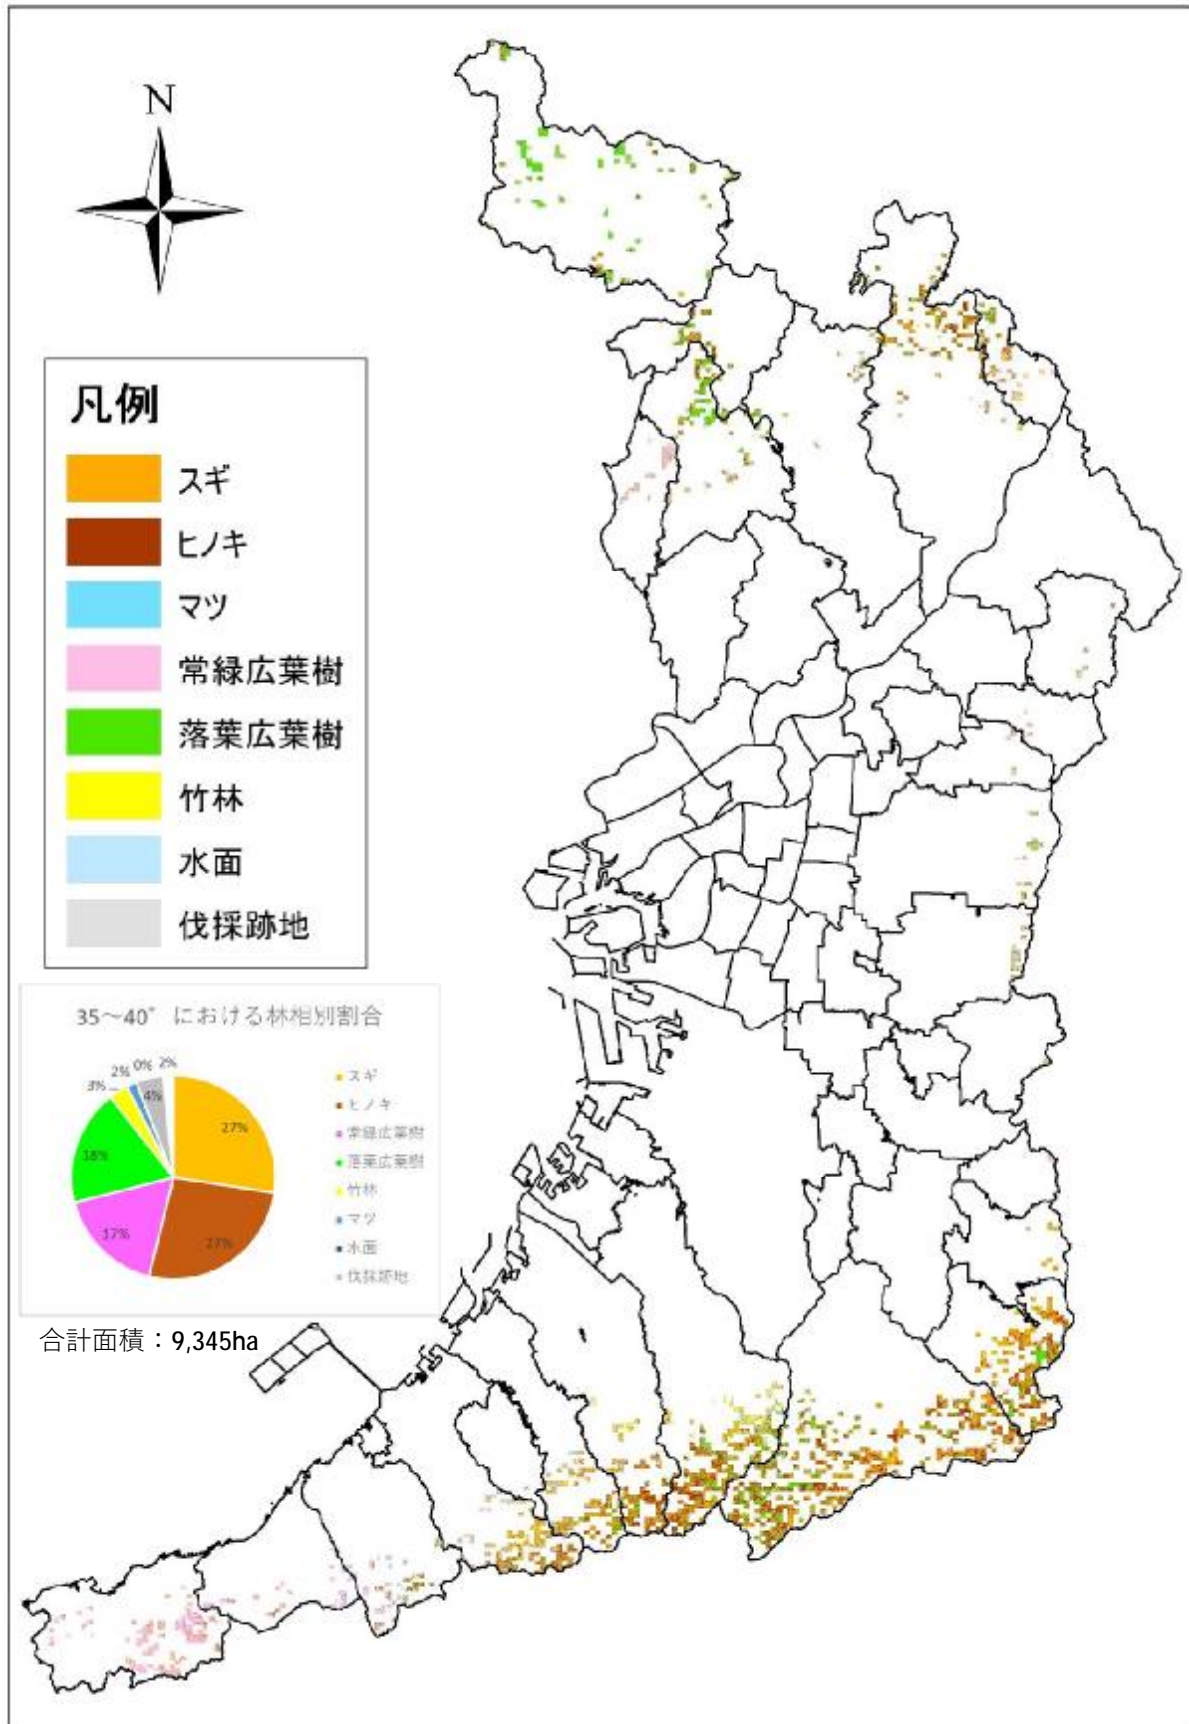 N
凡例
スギ
ヒノキ
マツ
常緑広葉樹
落葉広葉樹
竹林
水面
伐採跡地
35～40°における林相別割合
2% 0% 2%
3%
4%
27%
18%
17%
27%
スギ
ヒノキ
常緑広葉樹
落葉広葉樹
竹林
マツ
水面
伐採跡地
合計面積：9,345ha